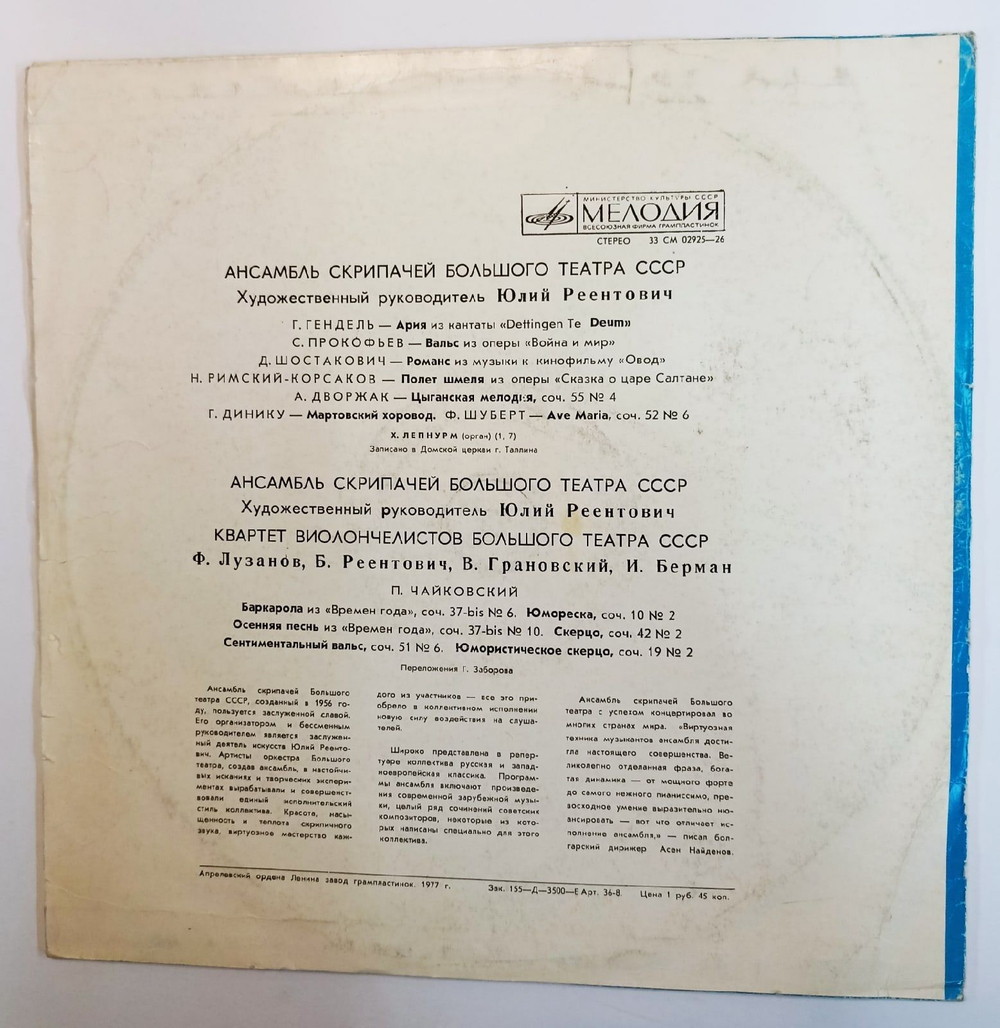 МИНИСТЕРСТВО КУЛЬТУРЫ СССР
МЕЛОДИЯ
ВСЕСОЮЗНАЯ ФИРМА ГРАМПЛАСТИНОК
СТЕРЕО 33 СМ 02925—26
АНСАМБЛЬ СКРИПАЧЕЙ БОЛЬШОГО ТЕАТРА СССР
Художественный руководитель Юлий Реентович
Г. ГЕНДЕЛЬ — Ария из кантаты «Dettingen Te Deum»
С. ПРОКОФЬЕВ — Вальс из оперы «Война и мир»
Д. ШОСТАКОВИЧ — Романс из музыки к кинофильму «Овод»
Н. РИМСКИЙ-КОРСАКОВ — Полет шмеля из оперы «Сказка о царе Салтане»
А. ДВОРЖАК — Цыганская мелодия, соч. 55 № 4
Г. ДИНИКУ — Мартовский хоровод. Ф. ШУБЕРТ — Ave Maria, соч. 52 № 6
Х. ЛЕПНУРМ (орган) (1, 7)
Записано в Домской церкви г. Таллина
АНСАМБЛЬ СКРИПАЧЕЙ БОЛЬШОГО ТЕАТРА СССР
Художественный руководитель Юлий Реентович
КВАРТЕТ ВИОЛОНЧЕЛИСТОВ БОЛЬШОГО ТЕАТРА СССР
Ф. Лузанов, Б. Реентович, В. Грановский, И. Берман
П. ЧАЙКОВСКИЙ
Баркарола из «Времен года», соч. 37-bis № 6. Юмореска, соч. 10 № 2
Осенняя песнь из «Времен года», соч. 37-bis № 10. Скерцо, соч. 42 № 2
Сентиментальный вальс, соч. 51 № 6. Юмористическое скерцо, соч. 19 № 2
Переложения Г. Заборова
Ансамбль скрипачей Большого
театра СССР, созданный в 1956 го-
ду, пользуется заслуженной славой.
Его организатором и бессменным
руководителем является заслужен-
ный деятель искусств Юлий Реенто-
вич. Артисты оркестра Большого
театра, создав ансамбль, в настойчи-
вых исканиях и творческих экспери-
ментах вырабатывали и совершенст-
вовали единый исполнительский
стиль коллектива. Красота, насы-
щенность и теплота скрипичного
звука, виртуозное мастерство каж-
дого из участников — все это при-
обрело в коллективном исполнении
новую силу воздействия на слуша-
телей.
Широко представлена в репер-
туаре коллектива русская и запад-
ноевропейская классика. Програм-
мы ансамбля включают произведе-
ния современной зарубежной музы-
ки, целый ряд сочинений советских
композиторов, некоторые из кото-
рых написаны специально для этого
коллектива.
Ансамбль скрипачей Большого
театра с успехом концертировал во
многих странах мира. «Виртуозная
техника музыкантов ансамбля дости-
гла настоящего совершенства. Ве-
ликолепно отделанная фраза, бога-
тая динамика — от мощного форте
до самого нежного пианиссимо, пре-
восходное умение выразительно ню-
ансировать — вот что отличает ис-
полнение ансамбля,» — писал бол-
гарский дирижер Асен Найденов.
Апрелевский ордена Ленина завод грампластинок. 1977 г. Зак. 155—Д—3500—Е Арт. 36-8. Цена 1 руб. 45 коп.